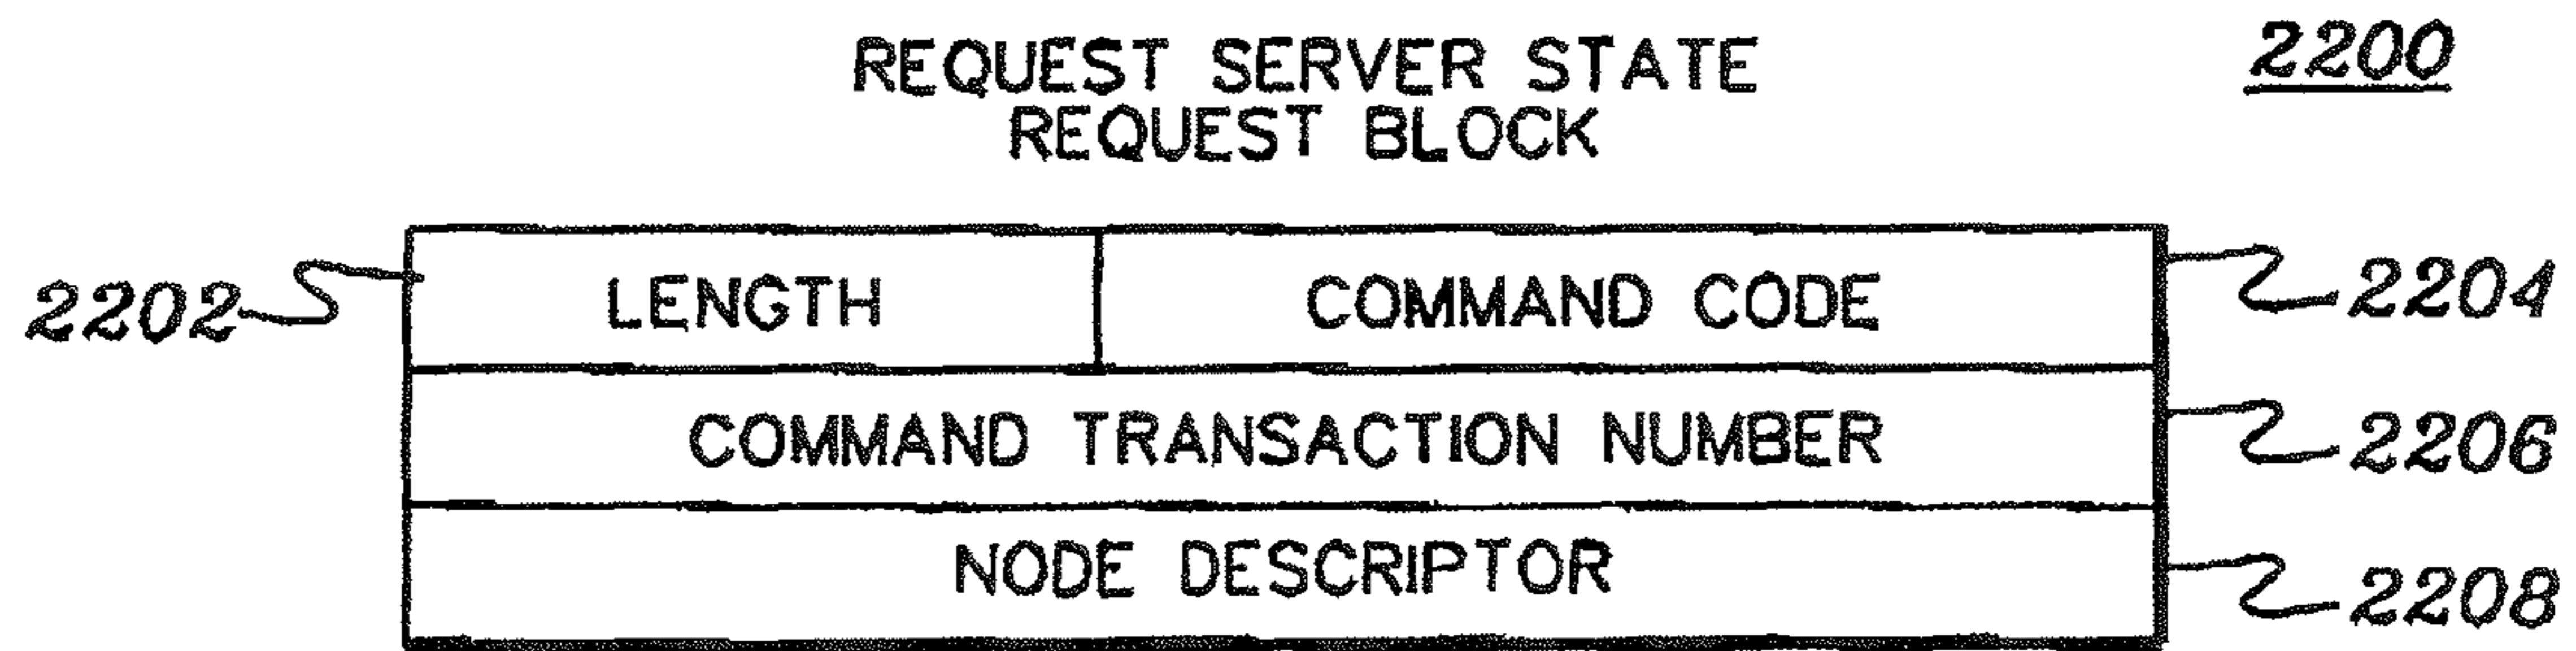 REQUEST SERVER STATE
REQUEST BLOCK
2200
2202
LENGTH
COMMAND CODE
2204
COMMAND TRANSACTION NUMBER
2206
NODE DESCRIPTOR
2208